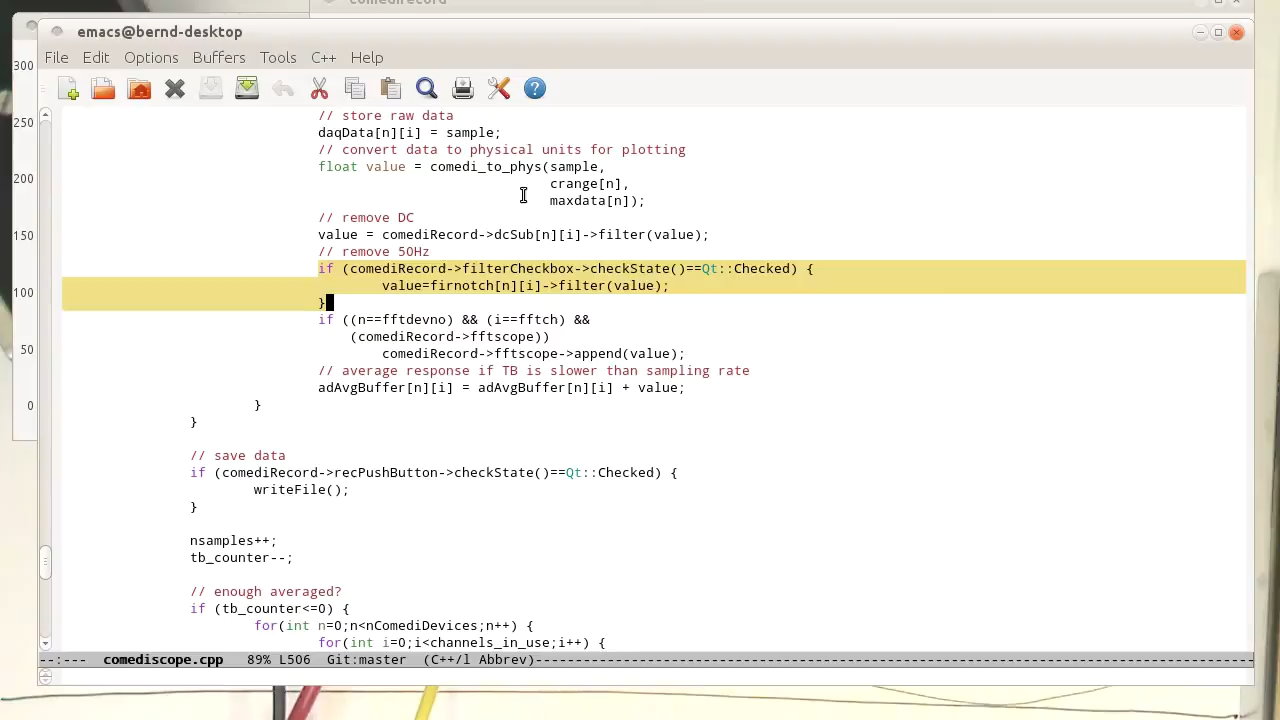 comedirecord
emacs@bernd-desktop
File Edit Options Buffers Tools C++ Help
300
250
200
150
100
50
0
// store raw data
daqData[n][i] = sample;
// convert data to physical units for plotting
float value = comedi_to_phys(sample,
crange[n],
maxdata[n]);
// remove DC
value = comediRecord->dcSub[n][i]->filter(value);
// remove 50Hz
if (comediRecord->filterCheckbox->checkState()==Qt::Checked) {
value=firnotch[n][i]->filter(value);
}
if ((n==fftdevno) && (i==fftch) &&
(comediRecord->fftscope))
comediRecord->fftscope->append(value);
// average response if TB is slower than sampling rate
adAvgBuffer[n][i] = adAvgBuffer[n][i] + value;
}
}
// save data
if (comediRecord->recPushButton->checkState()==Qt::Checked) {
writeFile();
}
nsamples++;
tb_counter--;
// enough averaged?
if (tb_counter<=0) {
for(int n=0;n<nComediDevices;n++) {
for(int i=0;i<channels_in_use;i++) {
--:--- comediscope.cpp 89% L506 Git:master (C++/l Abbrev)------------------------------------------------------------------------------------------